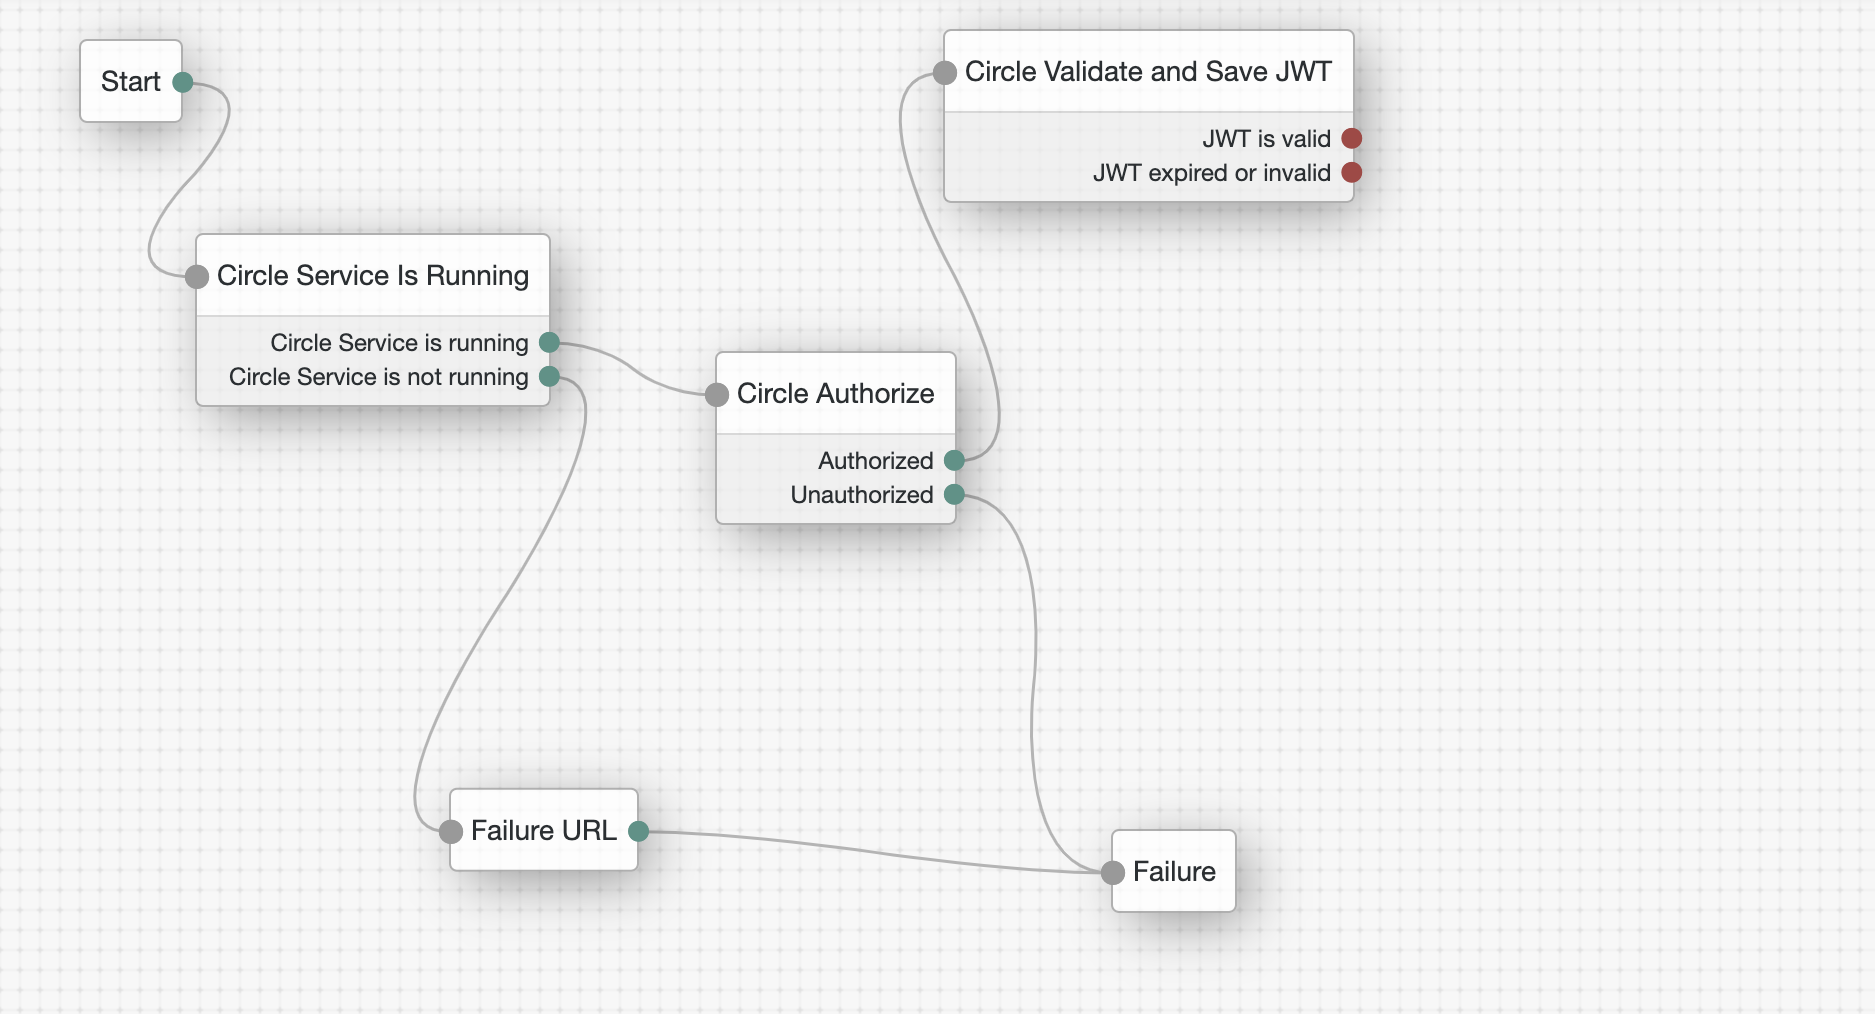 Start
Circle Validate and Save JWT
JWT is valid
JWT expired or invalid
Circle Service Is Running
Circle Service is running
Circle Service is not running
Circle Authorize
Authorized
Unauthorized
Failure URL
Failure